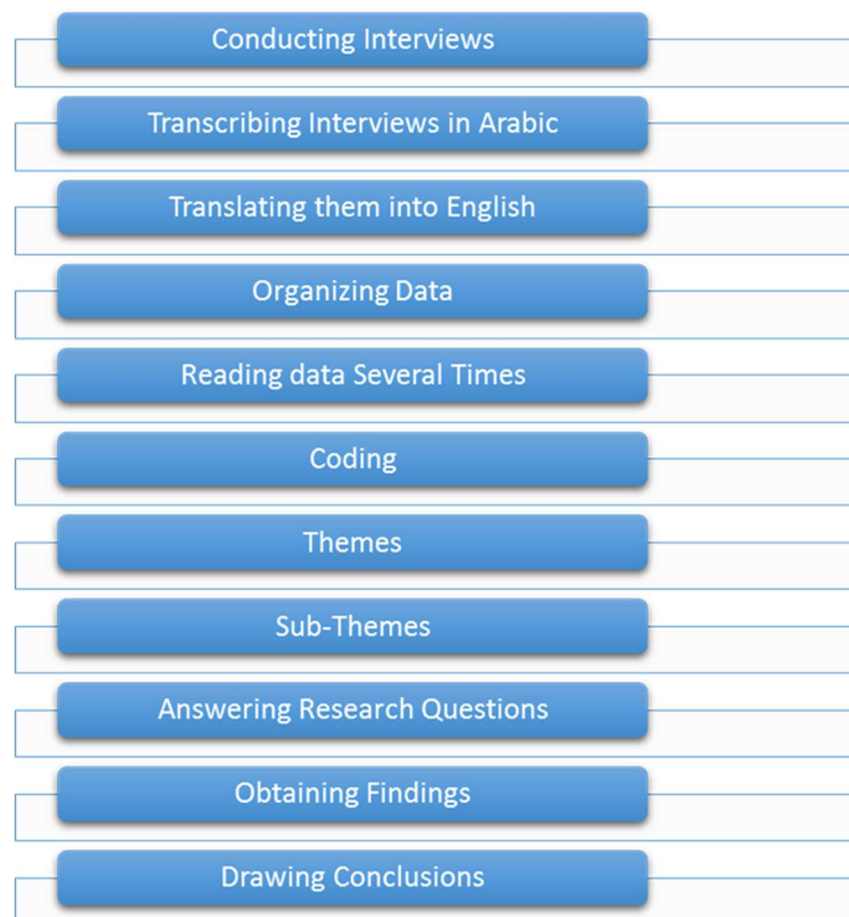 Conducting Interviews
Transcribing Interviews in Arabic
Translating them into English
Organizing Data
Reading data Several Times
Coding
Themes
Sub-Themes
Answering Research Questions
Obtaining Findings
Drawing Conclusions